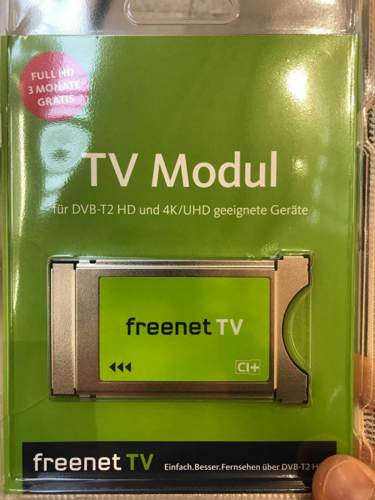 FULL HD
3 MONATE
GRATIS
TV Modul
für DVB-T2 HD und 4K/UHD geeignete Geräte
freenet TV
CI+
freenet TV Einfach.Besser.Fernsehen über DVB-T2 H